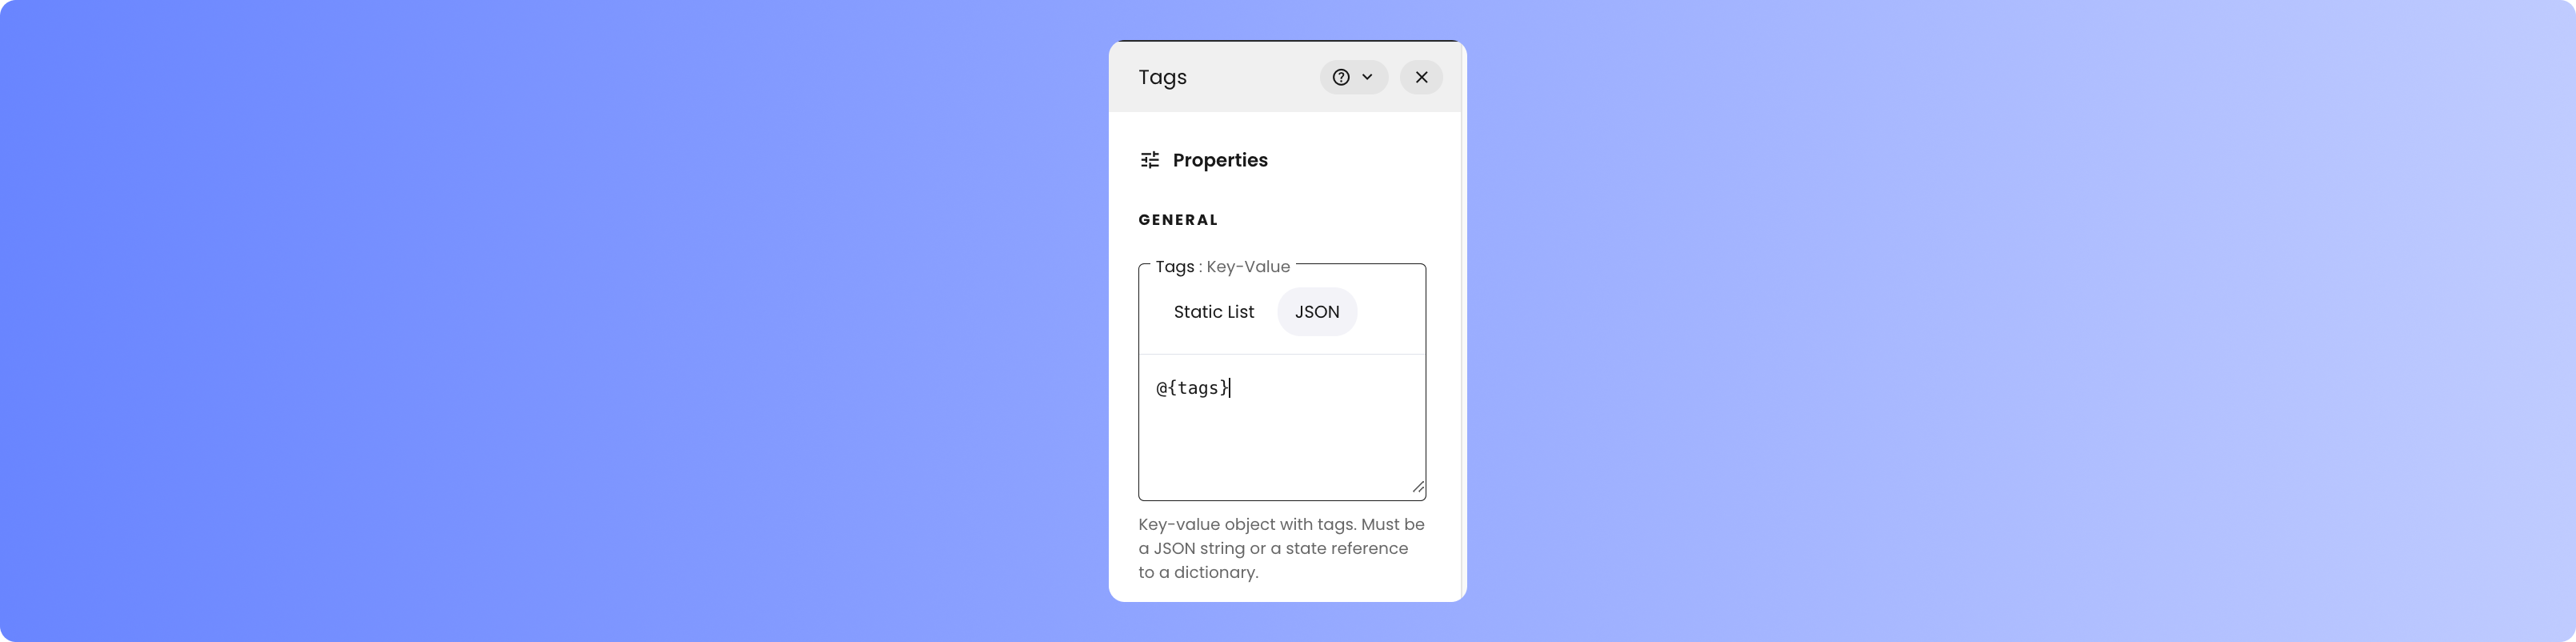 Tags
Properties
GENERAL
Tags : Key-Value
Static List JSON
@{tags}
Key-value object with tags. Must be
a JSON string or a state reference
to a dictionary.